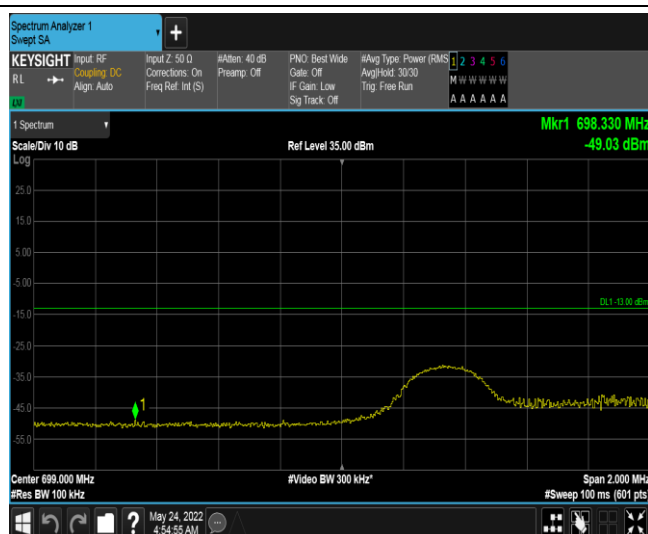 Spectrum Analyzer 1
Swept SA
+
KEYSIGHT Input: RF Input Z: 50 Ω #Atten: 40 dB PNO: Best Wide #Avg Type: Power (RMS 1 2 3 4 5 6
RL Coupling: DC Corrections: On Preamp: Off Gate: Off Avg|Hold: 30/30 M W W W W W
Align: Auto Freq Ref: Int (S) IF Gain: Low Trig: Free Run
Sig Track: Off A A A A A A
1 Spectrum Mkr1 698.330 MHz
Scale/Div 10 dB Ref Level 35.00 dBm -49.03 dBm
Log
25.0
15.0
5.00
-5.00
DL1 -13.00 dBm
-15.0
-25.0
-35.0
-45.0 1
-55.0
Center 699.000 MHz #Video BW 300 kHz* Span 2.000 MHz
#Res BW 100 kHz #Sweep 100 ms (601 pts)
? May 24, 2022
4:54:55 AM